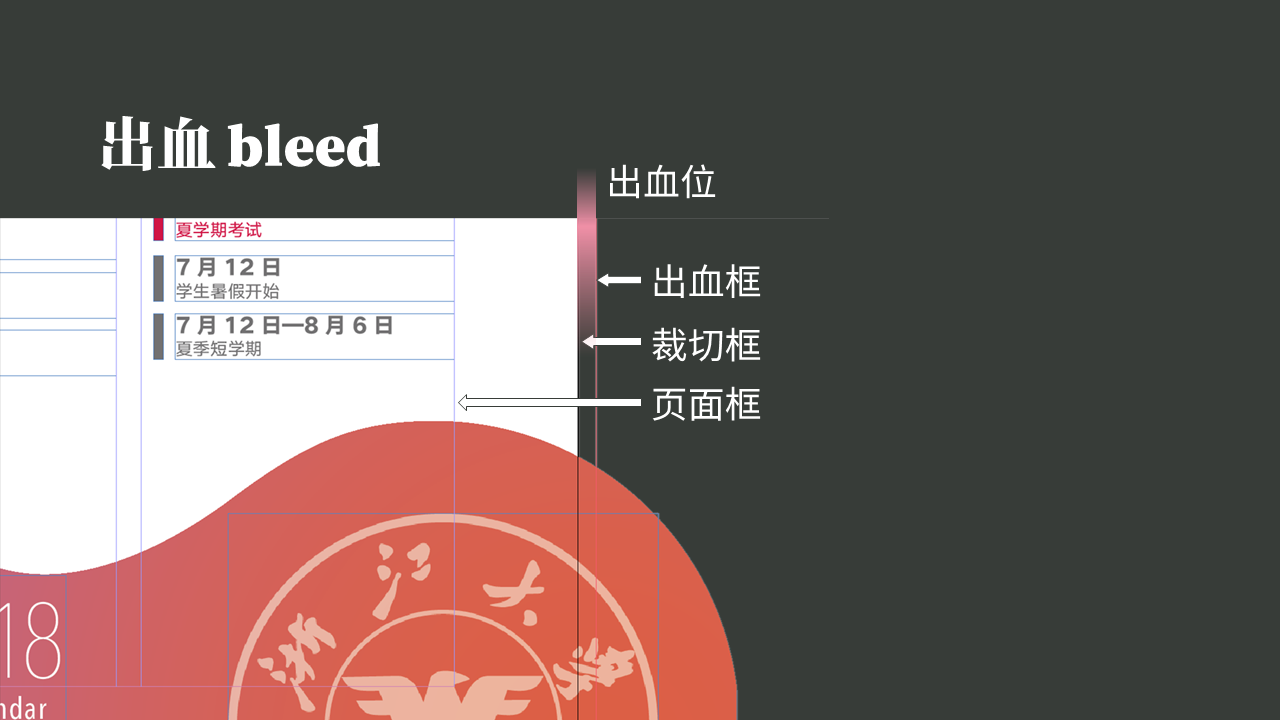 出血 bleed
出血位
出血框
裁切框
页面框
夏学期考试
7 月 12 日
学生暑假开始
7 月 12 日—8 月 6 日
夏季短学期
浙江大学
18
ndar